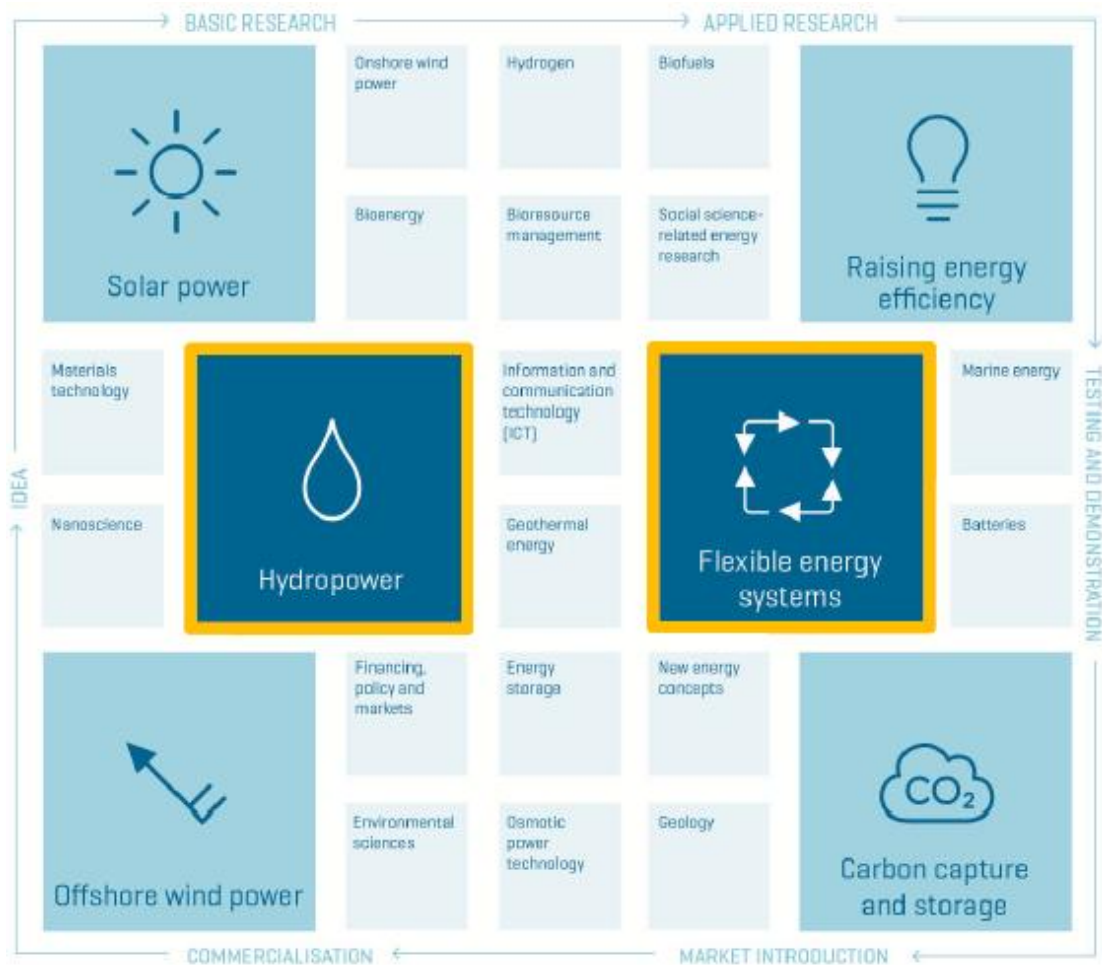 BASIC RESEARCH
APPLIED RESEARCH
Solar power
Onshore wind
power
Hydrogen
Biofuels
Bioenergy
Bioresource
management
Social science-
related energy
research
Raising energy
efficiency
Materials
technology
Hydropower
Information and
communication
technology
(ICT)
Flexible energy
systems
Marine energy
Nanoscience
Geothermal
energy
Batteries
IDEA
TESTING AND DEMONSTRATION
Offshore wind power
Financing,
policy and
markets
Energy
storage
New energy
concepts
Environmental
sciences
Osmotic
power
technology
Geology
CO₂
Carbon capture
and storage
COMMERCIALISATION
MARKET INTRODUCTION